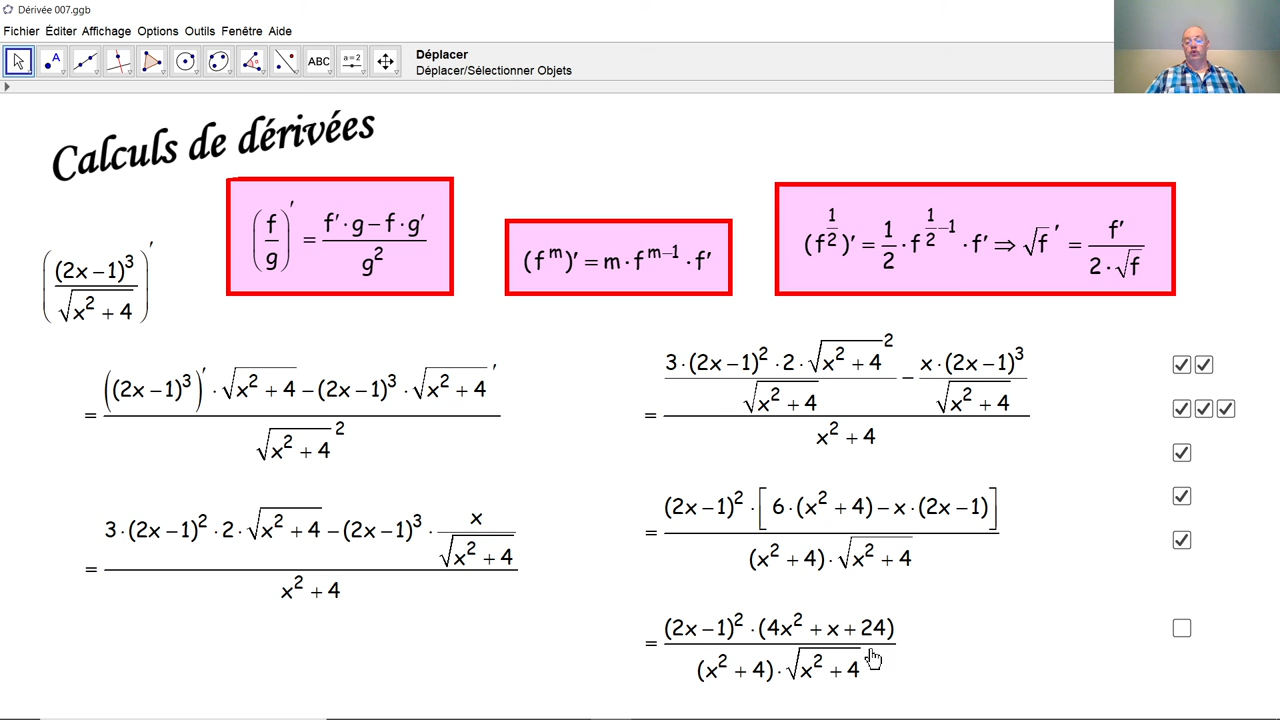 Dérivée 007.ggb
Fichier Éditer Affichage Options Outils Fenêtre Aide
A ABC a=2 Déplacer
Déplacer/Sélectionner Objets
Calculs de dérivées
(f/g)′ = (f′·g−f·g′)/g²
(f^m)′ = m·f^(m−1)·f′
(f^(1/2))′ = 1/2·f^(1/2−1)·f′ ⇒ √f ′ = f′/(2·√f)
((2x−1)³/√(x²+4))′
= (((2x−1)³)′·√(x²+4)−(2x−1)³·√(x²+4)′)/√(x²+4)²
= (3·(2x−1)²·2·√(x²+4)−(2x−1)³·x/√(x²+4))/(x²+4)
= (3·(2x−1)²·2·√(x²+4)²/√(x²+4) − x·(2x−1)³/√(x²+4))/(x²+4)
= (2x−1)²·[6·(x²+4)−x·(2x−1)]/((x²+4)·√(x²+4))
= (2x−1)²·(4x²+x+24)/((x²+4)·√(x²+4))